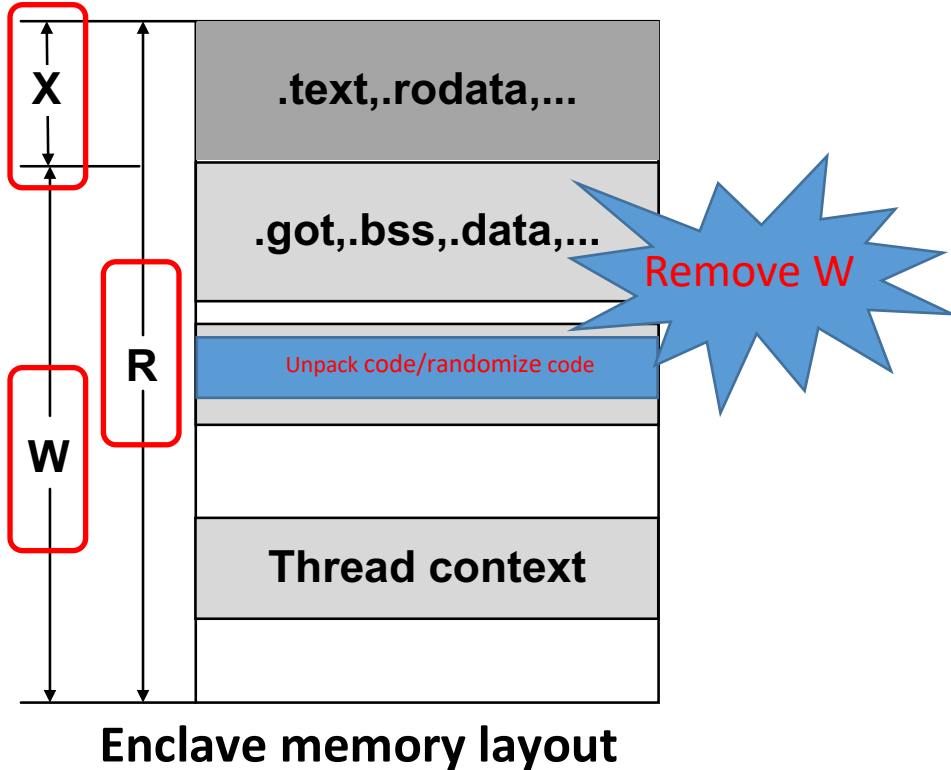 X
.text,.rodata,...
.got,.bss,.data,...
Remove W
R
Unpack code/randomize code
W
Thread context
Enclave memory layout